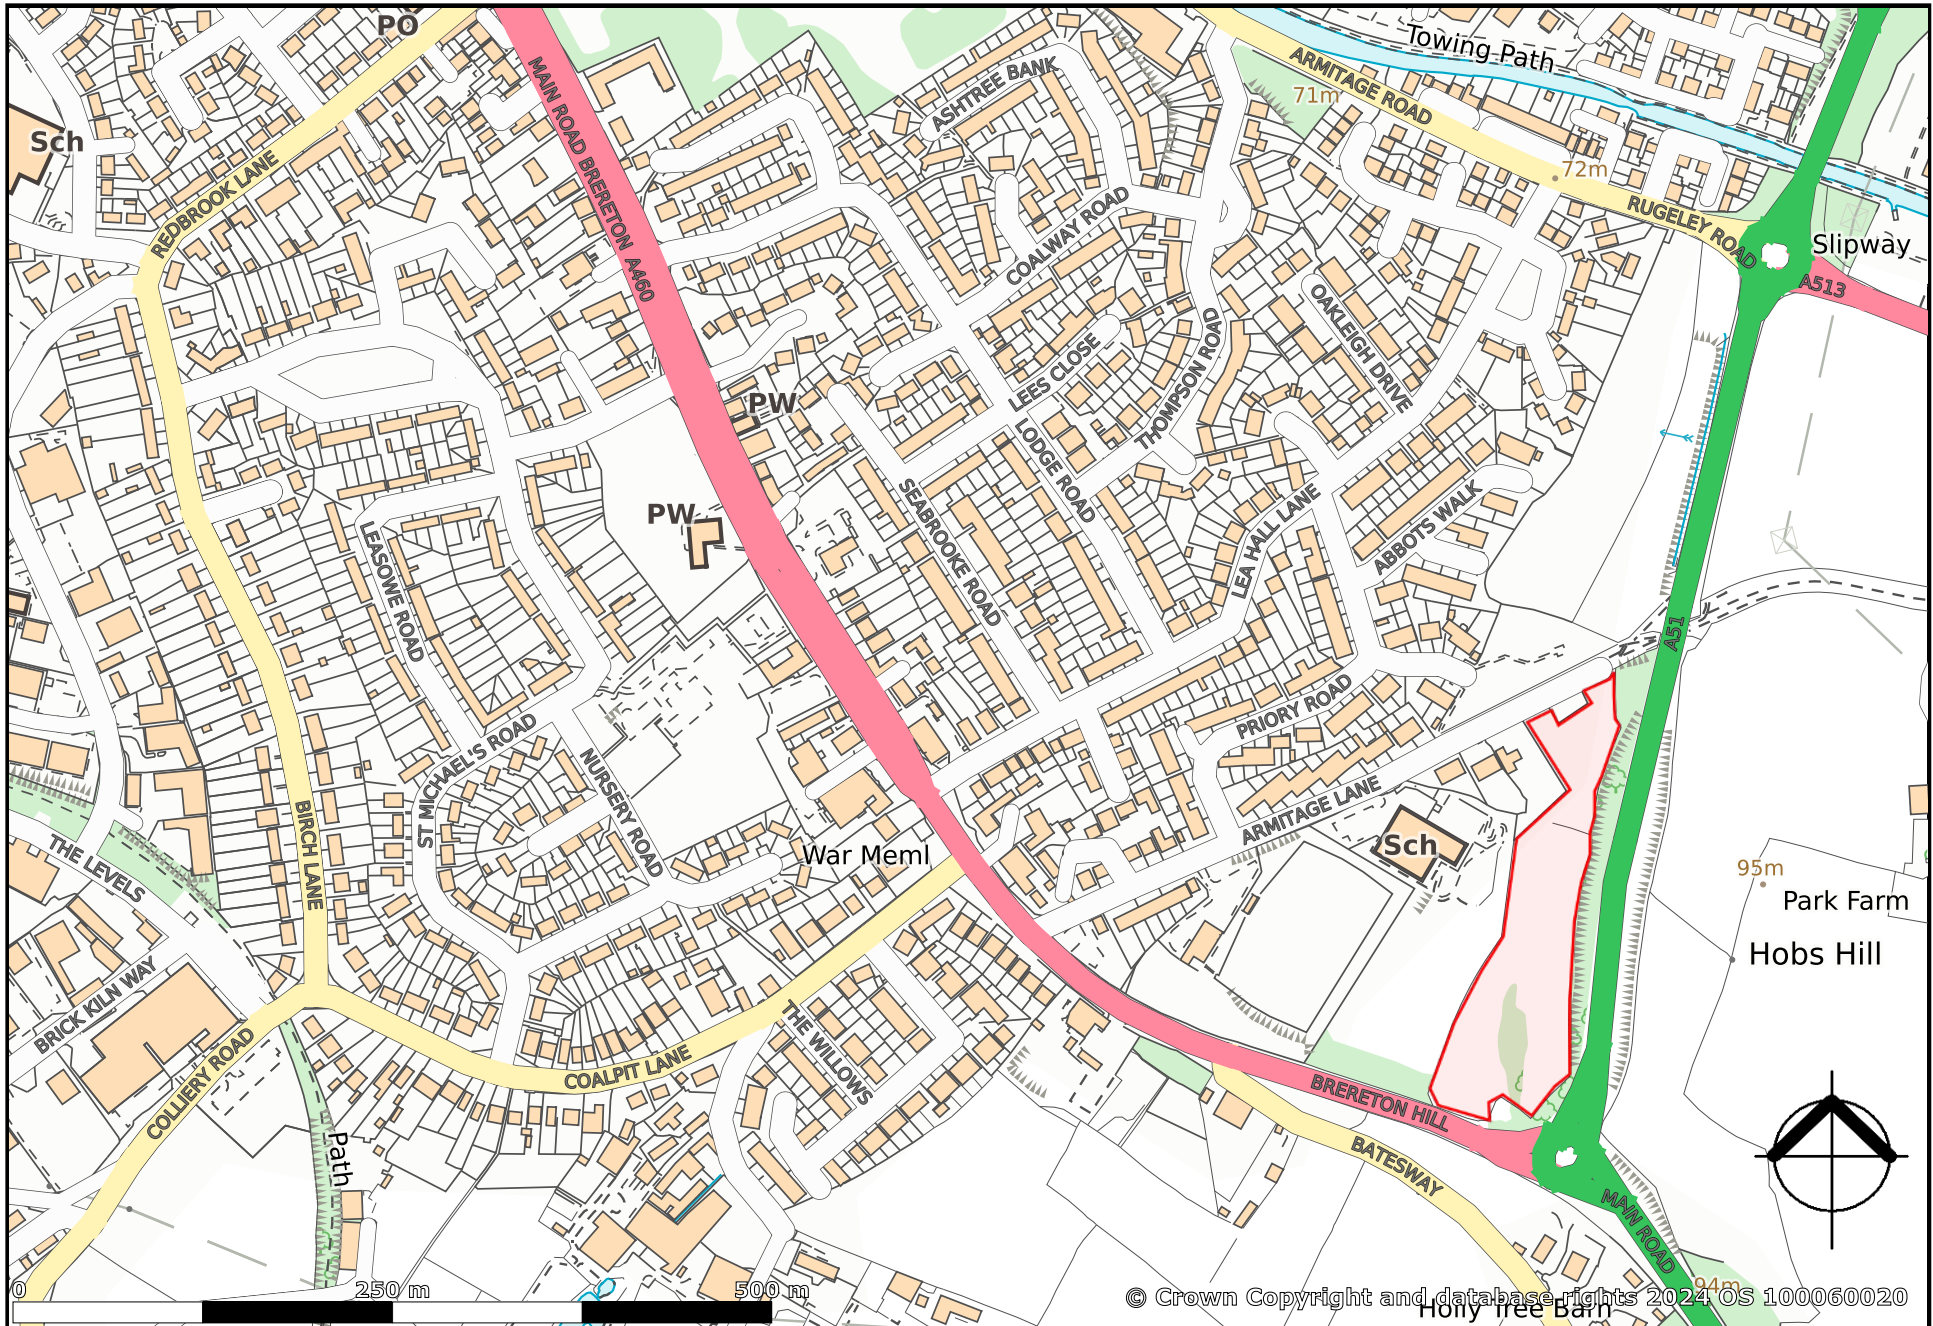 PO
Towing Path
MAIN ROAD BRERETON A460
ASHTREE BANK
ARMITAGE ROAD
71m
Sch
72m
REDBROOK LANE
RUGELEY ROAD
Slipway
COALWAY ROAD
A513
OAKLEIGH DRIVE
THOMPSON ROAD
LEES CLOSE
PW
LODGE ROAD
PW
SEABROOKE ROAD
LEA HALL LANE
ABBOTS WALK
LEASOWE ROAD
A51
PRIORY ROAD
ST MICHAEL'S ROAD
NURSERY ROAD
ARMITAGE LANE
BIRCH LANE
THE LEVELS
War Meml
Sch
95m
Park Farm
Hobs Hill
BRICK KILN WAY
COLLIERY ROAD
COALPIT LANE
THE WILLOWS
BRERETON HILL
Path
BATESWAY
MAIN ROAD
94m
0 250 m 500 m
© Crown Copyright and database rights 2024 OS 100060020
Holly Tree Barn